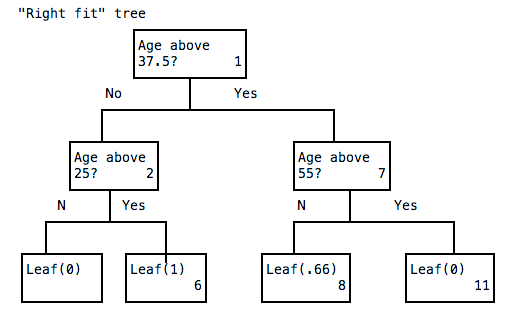 "Right fit" tree
Age above
37.5? 1
No Yes
Age above
25? 2
Age above
55? 7
N Yes
N Yes
Leaf(0)
Leaf(1)
6
Leaf(.66)
8
Leaf(0)
11